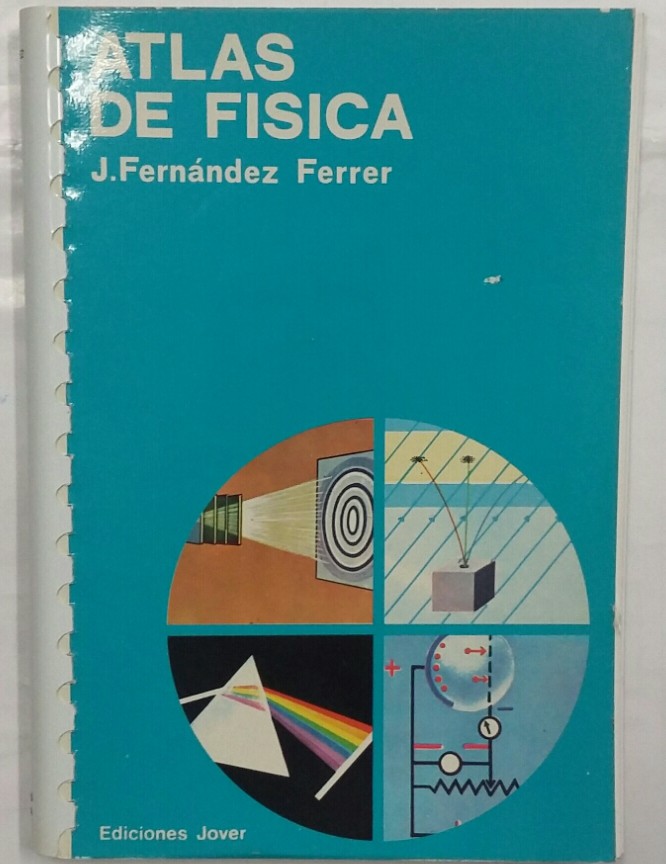 ATLAS
DE FISICA
J.Fernández Ferrer
+
−
Ediciones Jover